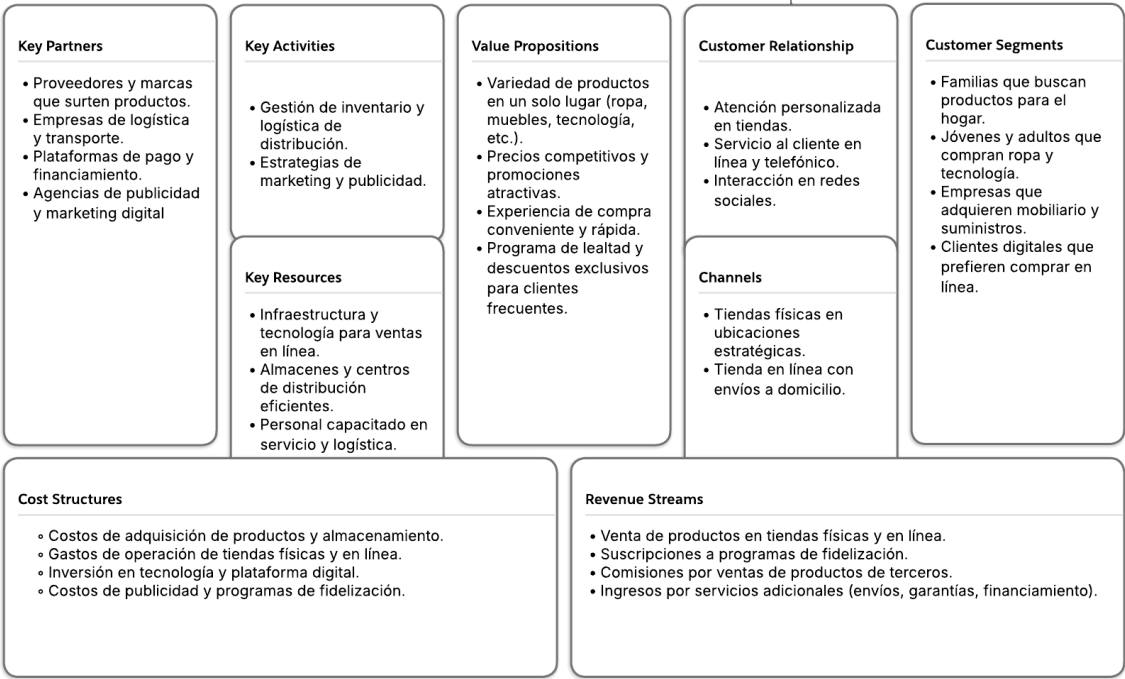 Key Partners
• Proveedores y marcas
que surten productos.
• Empresas de logística
y transporte.
• Plataformas de pago y
financiamiento.
• Agencias de publicidad
y marketing digital
Key Activities
• Gestión de inventario y
logística de
distribución.
• Estrategias de
marketing y publicidad.
Key Resources
• Infraestructura y
tecnología para ventas
en línea.
• Almacenes y centros
de distribución
eficientes.
• Personal capacitado en
servicio y logística.
Value Propositions
• Variedad de productos
en un solo lugar (ropa,
muebles, tecnología,
etc.).
• Precios competitivos y
promociones
atractivas.
• Experiencia de compra
conveniente y rápida.
• Programa de lealtad y
descuentos exclusivos
para clientes
frecuentes.
Customer Relationship
• Atención personalizada
en tiendas.
• Servicio al cliente en
línea y telefónico.
• Interacción en redes
sociales.
Channels
• Tiendas físicas en
ubicaciones
estratégicas.
• Tienda en línea con
envíos a domicilio.
Customer Segments
• Familias que buscan
productos para el
hogar.
• Jóvenes y adultos que
compran ropa y
tecnología.
• Empresas que
adquieren mobiliario y
suministros.
• Clientes digitales que
prefieren comprar en
línea.
Cost Structures
◦ Costos de adquisición de productos y almacenamiento.
◦ Gastos de operación de tiendas físicas y en línea.
◦ Inversión en tecnología y plataforma digital.
◦ Costos de publicidad y programas de fidelización.
Revenue Streams
• Venta de productos en tiendas físicas y en línea.
• Suscripciones a programas de fidelización.
• Comisiones por ventas de productos de terceros.
• Ingresos por servicios adicionales (envíos, garantías, financiamiento).